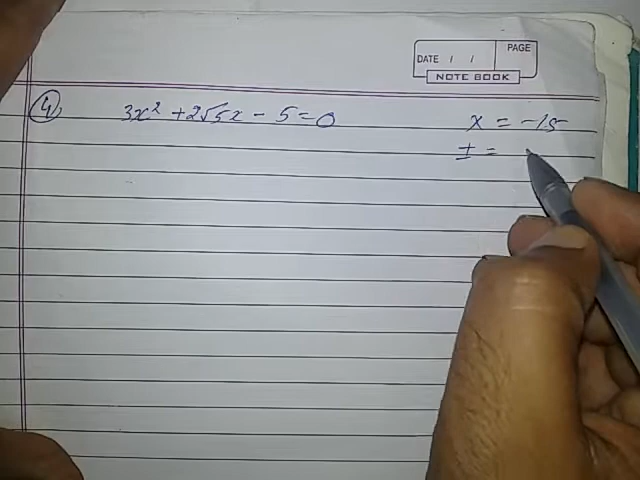 DATE / / PAGE
NOTE BOOK
④ 3x² + 2√5x - 5 = 0
x = -15
± =